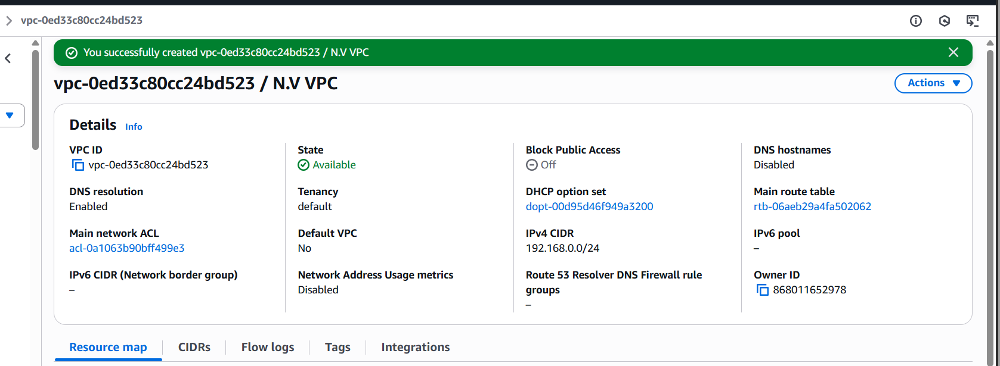 vpc-0ed33c80cc24bd523
You successfully created vpc-0ed33c80cc24bd523 / N.V VPC
vpc-0ed33c80cc24bd523 / N.V VPC
Actions
Details Info
VPC ID
vpc-0ed33c80cc24bd523
State
Available
Block Public Access
Off
DNS hostnames
Disabled
DNS resolution
Enabled
Tenancy
default
DHCP option set
dopt-00d95d46f949a3200
Main route table
rtb-06aeb29a4fa502062
Main network ACL
acl-0a1063b90bff499e3
Default VPC
No
IPv4 CIDR
192.168.0.0/24
IPv6 pool
–
IPv6 CIDR (Network border group)
–
Network Address Usage metrics
Disabled
Route 53 Resolver DNS Firewall rule
groups
–
Owner ID
868011652978
Resource map
CIDRs
Flow logs
Tags
Integrations